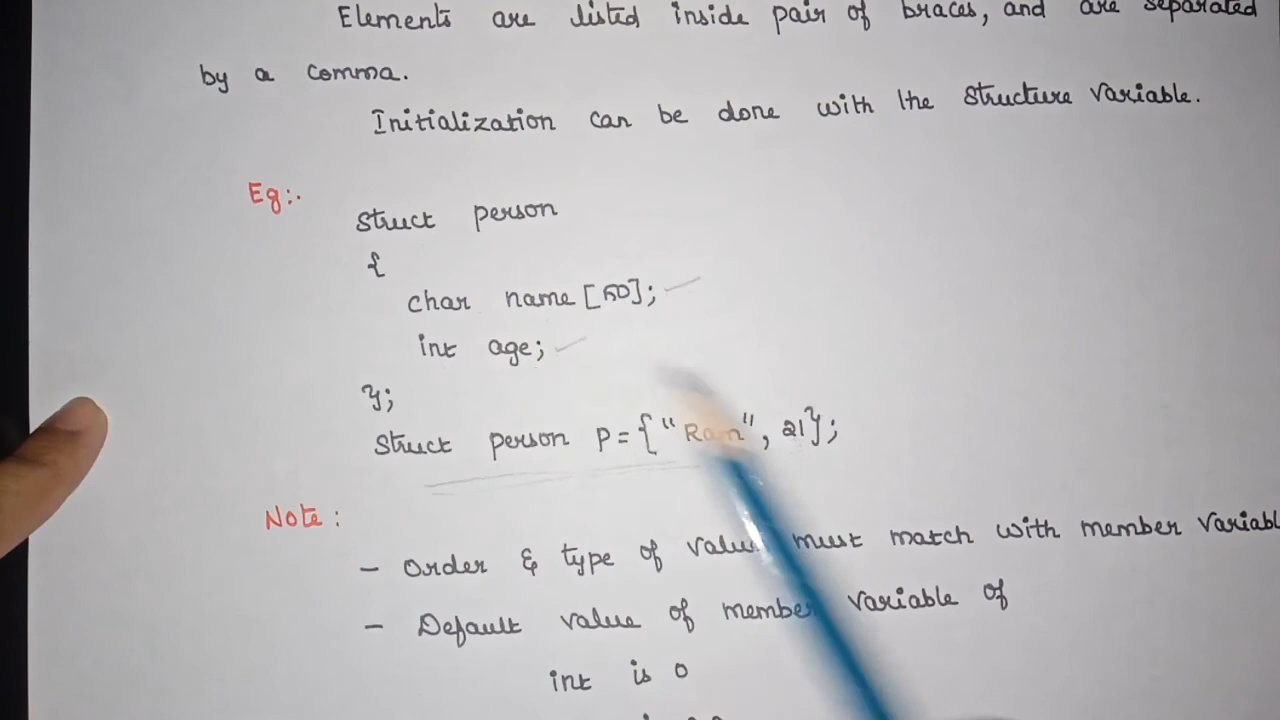 Elements are listed inside pair of braces, and are separated
by a comma.
Initialization can be done with the structure variable.
Eg:-
struct person
{
char name [50];
int age;
};
struct person p = {"Ram", 21};
Note :
- Order & type of value must match with member variabl
- Default value of member variable of
int is 0